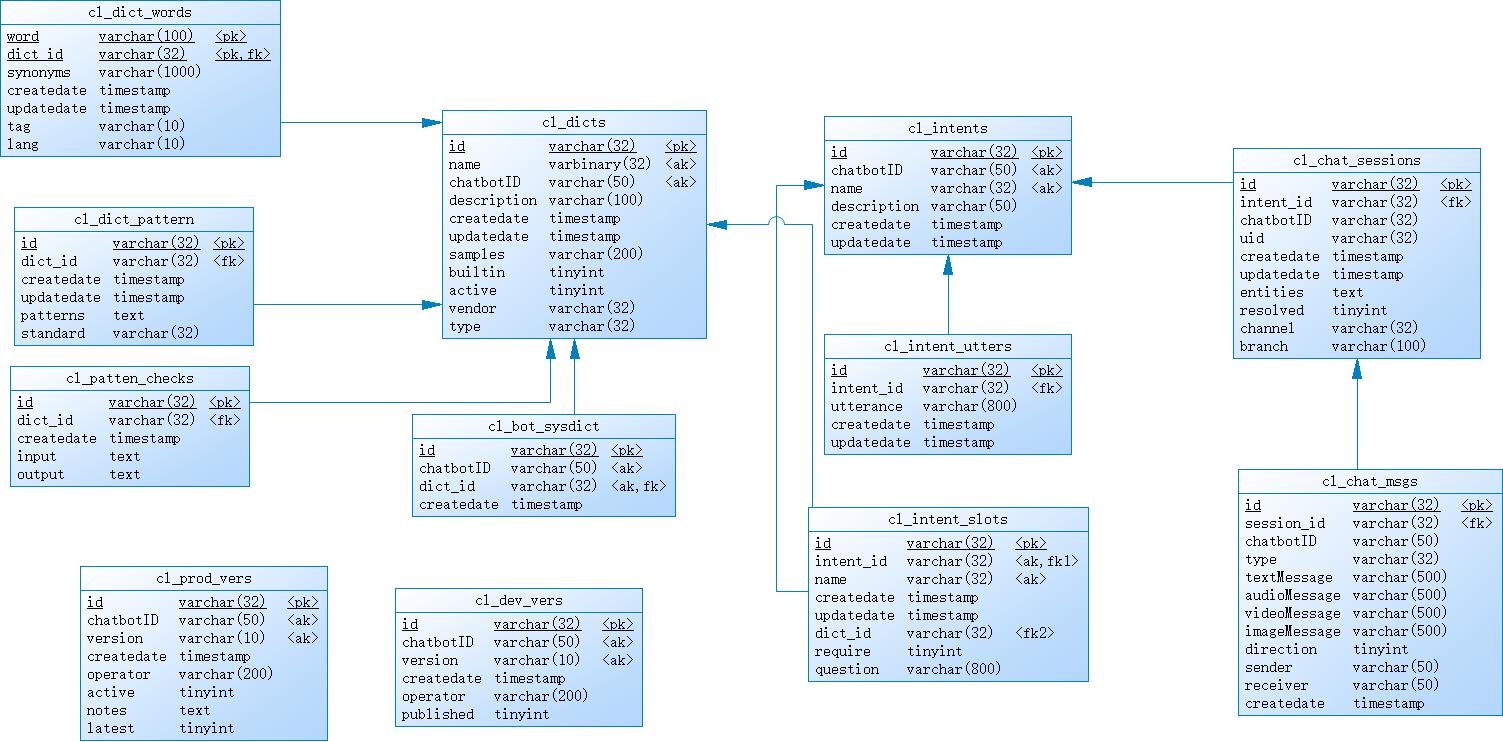 cl_dict_words
word varchar(100) <pk>
dict_id varchar(32) <pk,fk>
synonyms varchar(1000)
createdate timestamp
updatedate timestamp
tag varchar(10)
lang varchar(10)
cl_dict_pattern
id varchar(32) <pk>
dict_id varchar(32) <fk>
createdate timestamp
updatedate timestamp
patterns text
standard varchar(32)
cl_patten_checks
id varchar(32) <pk>
dict_id varchar(32) <fk>
createdate timestamp
input text
output text
cl_dicts
id varchar(32) <pk>
name varbinary(32) <ak>
chatbotID varchar(50) <ak>
description varchar(100)
createdate timestamp
updatedate timestamp
samples varchar(200)
builtin tinyint
active tinyint
vendor varchar(32)
type varchar(32)
cl_bot_sysdict
id varchar(32) <pk>
chatbotID varchar(50) <ak>
dict_id varchar(32) <ak,fk>
createdate timestamp
cl_prod_vers
id varchar(32) <pk>
chatbotID varchar(50) <ak>
version varchar(10) <ak>
createdate timestamp
operator varchar(200)
active tinyint
notes text
latest tinyint
cl_dev_vers
id varchar(32) <pk>
chatbotID varchar(50) <ak>
version varchar(10) <ak>
createdate timestamp
operator varchar(200)
published tinyint
cl_intents
id varchar(32) <pk>
chatbotID varchar(50) <ak>
name varchar(32) <ak>
description varchar(50)
createdate timestamp
updatedate timestamp
cl_intent_utters
id varchar(32) <pk>
intent_id varchar(32) <fk>
utterance varchar(800)
createdate timestamp
updatedate timestamp
cl_intent_slots
id varchar(32) <pk>
intent_id varchar(32) <ak,fk1>
name varchar(32) <ak>
createdate timestamp
updatedate timestamp
dict_id varchar(32) <fk2>
require tinyint
question varchar(800)
cl_chat_sessions
id varchar(32) <pk>
intent_id varchar(32) <fk>
chatbotID varchar(32)
uid varchar(32)
createdate timestamp
updatedate timestamp
entities text
resolved tinyint
channel varchar(32)
branch varchar(100)
cl_chat_msgs
id varchar(32) <pk>
session_id varchar(32) <fk>
chatbotID varchar(50)
type varchar(32)
textMessage varchar(500)
audioMessage varchar(500)
videoMessage varchar(500)
imageMessage varchar(500)
direction tinyint
sender varchar(50)
receiver varchar(50)
createdate timestamp